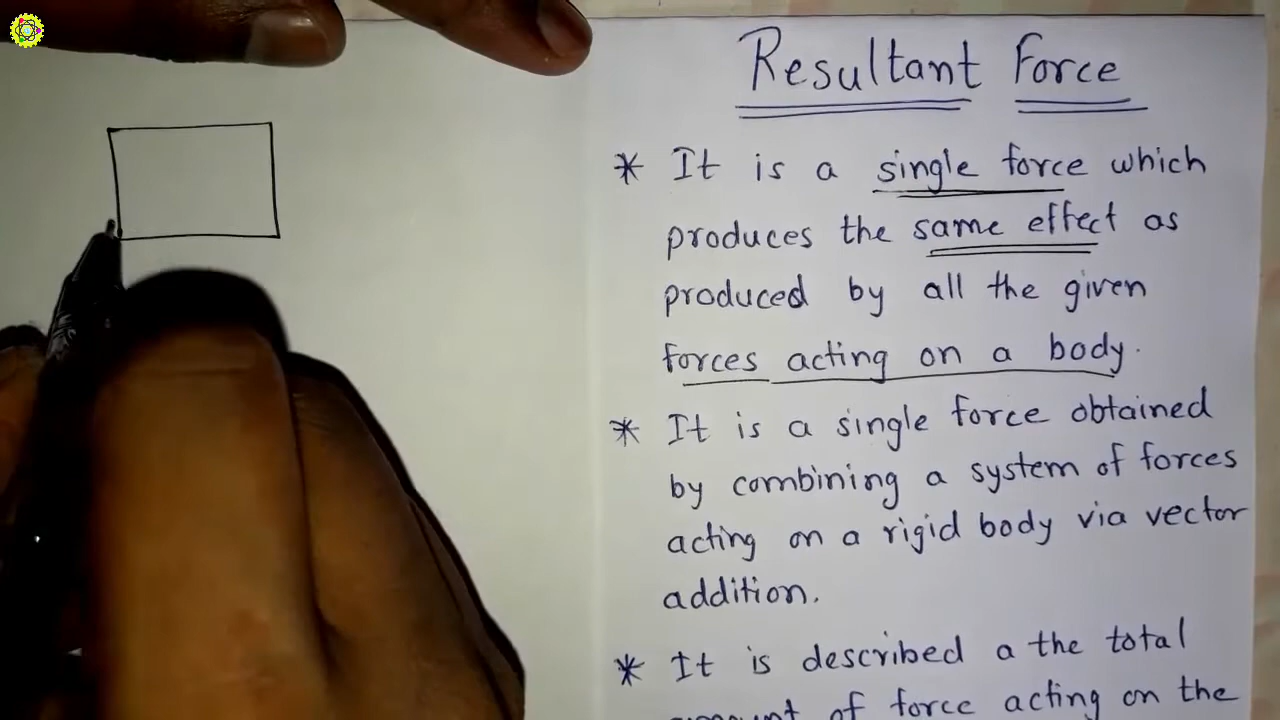 Resultant Force
* It is a single force which
produces the same effect as
produced by all the given
forces acting on a body.
* It is a single force obtained
by combining a system of forces
acting on a rigid body via vector
addition.
* It is described a the total
amount of force acting on the